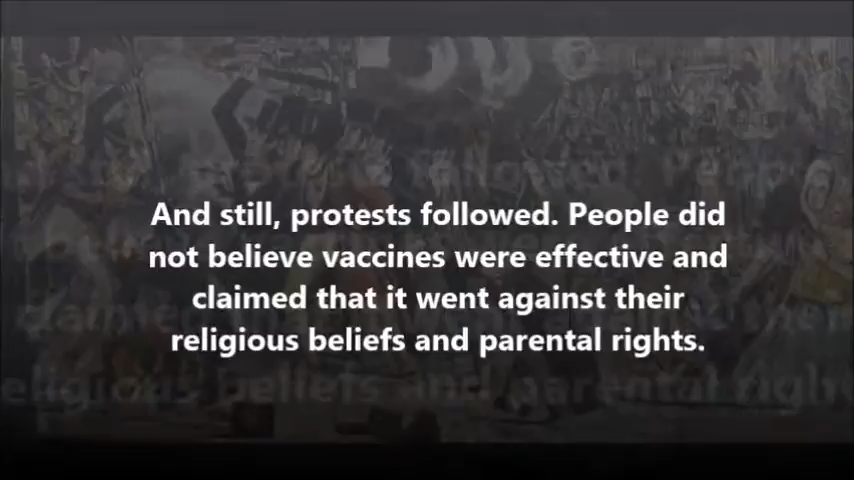 And still, protests followed. People did
not believe vaccines were effective and
claimed that it went against their
religious beliefs and parental rights.